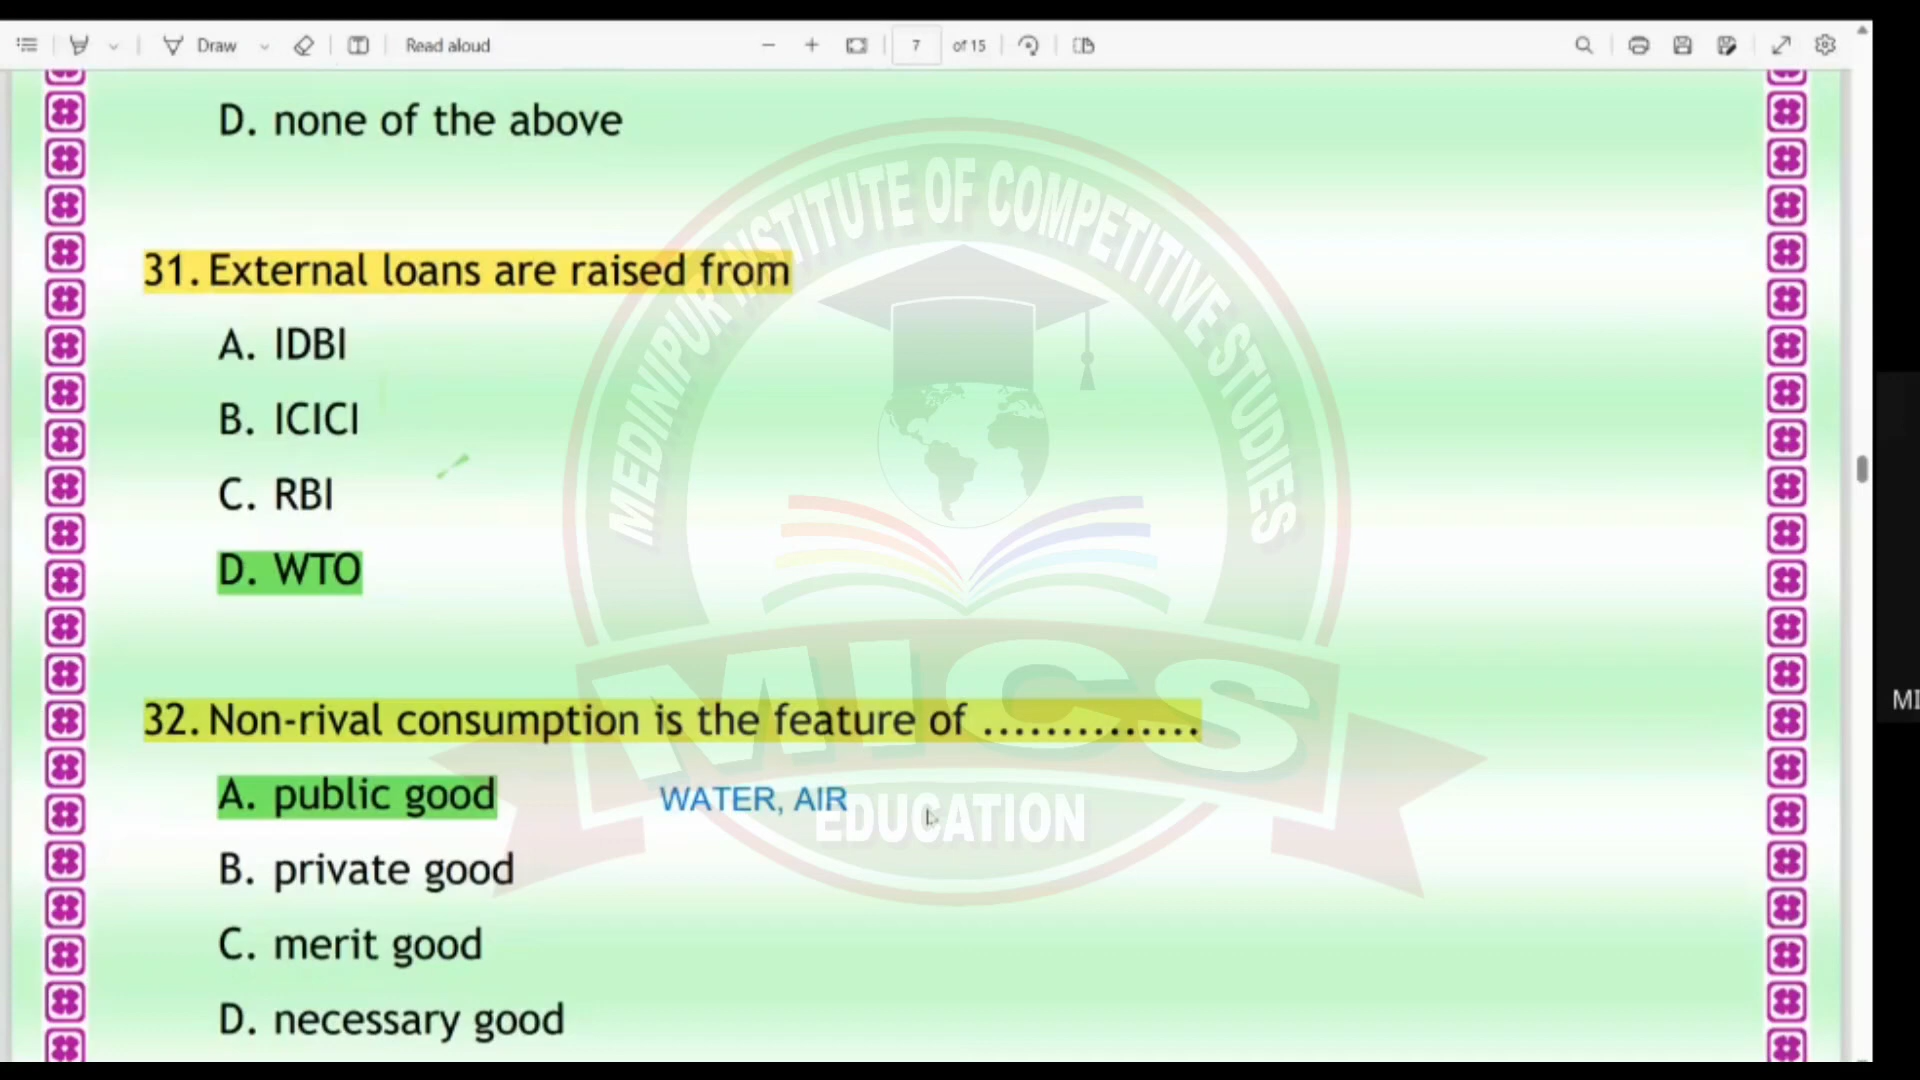 Draw
Read aloud
7
of 15
D. none of the above
31. External loans are raised from
A. IDBI
B. ICICI
C. RBI
D. WTO
32. Non-rival consumption is the feature of ..............
A. public good
WATER, AIR
B. private good
C. merit good
D. necessary good
MEDINIPUR INSTITUTE OF COMPETITIVE STUDIES
MICS
EDUCATION
MI